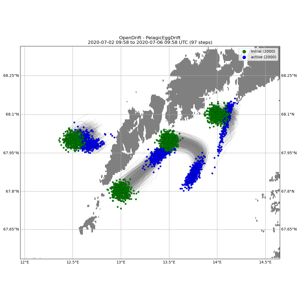 OpenDrift - PelagicEggDrift
2020-07-02 09:58 to 2020-07-06 09:58 UTC (97 steps)
initial (2000)
active (2000)
68.25°N 68.25°N
68.1°N 68.1°N
67.95°N 67.95°N
67.8°N 67.8°N
67.65°N 67.65°N
12°E 12.5°E 13°E 13.5°E 14°E 14.5°E